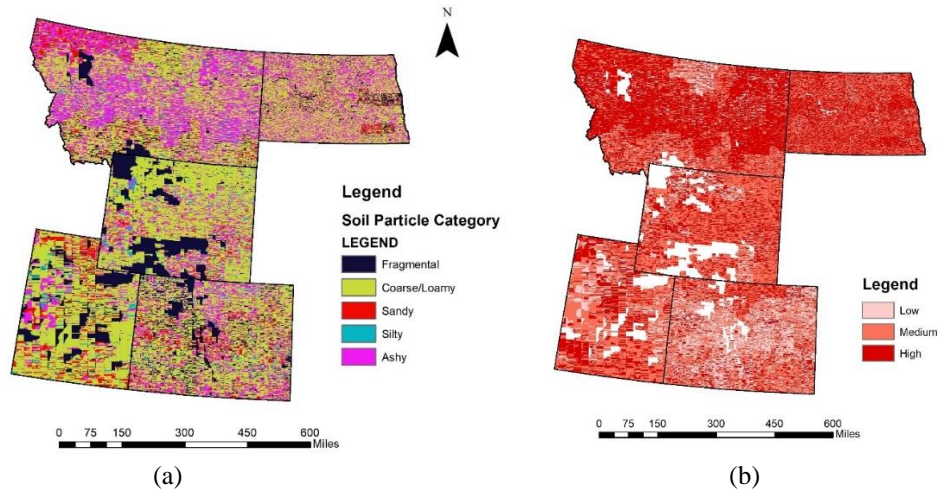 N
Legend
Soil Particle Category
LEGEND
Fragmental
Coarse/Loamy
Sandy
Silty
Ashy
0 75 150 300 450 600
Miles
(a)
Legend
Low
Medium
High
0 75 150 300 450 600
Miles
(b)